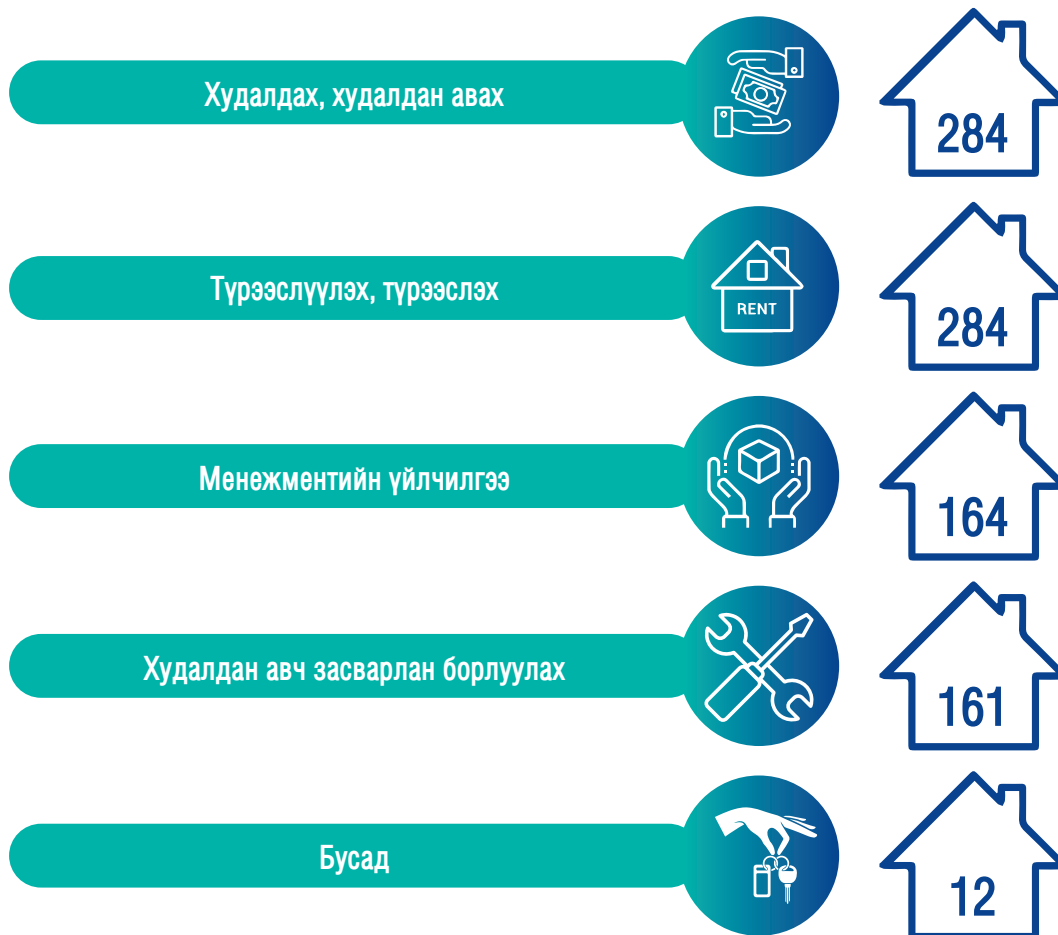 Худалдах, худалдан авах
284
Түрээслүүлэх, түрээслэх
RENT
284
Менежментийн үйлчилгээ
164
Худалдан авч засварлан борлуулах
161
Бусад
12